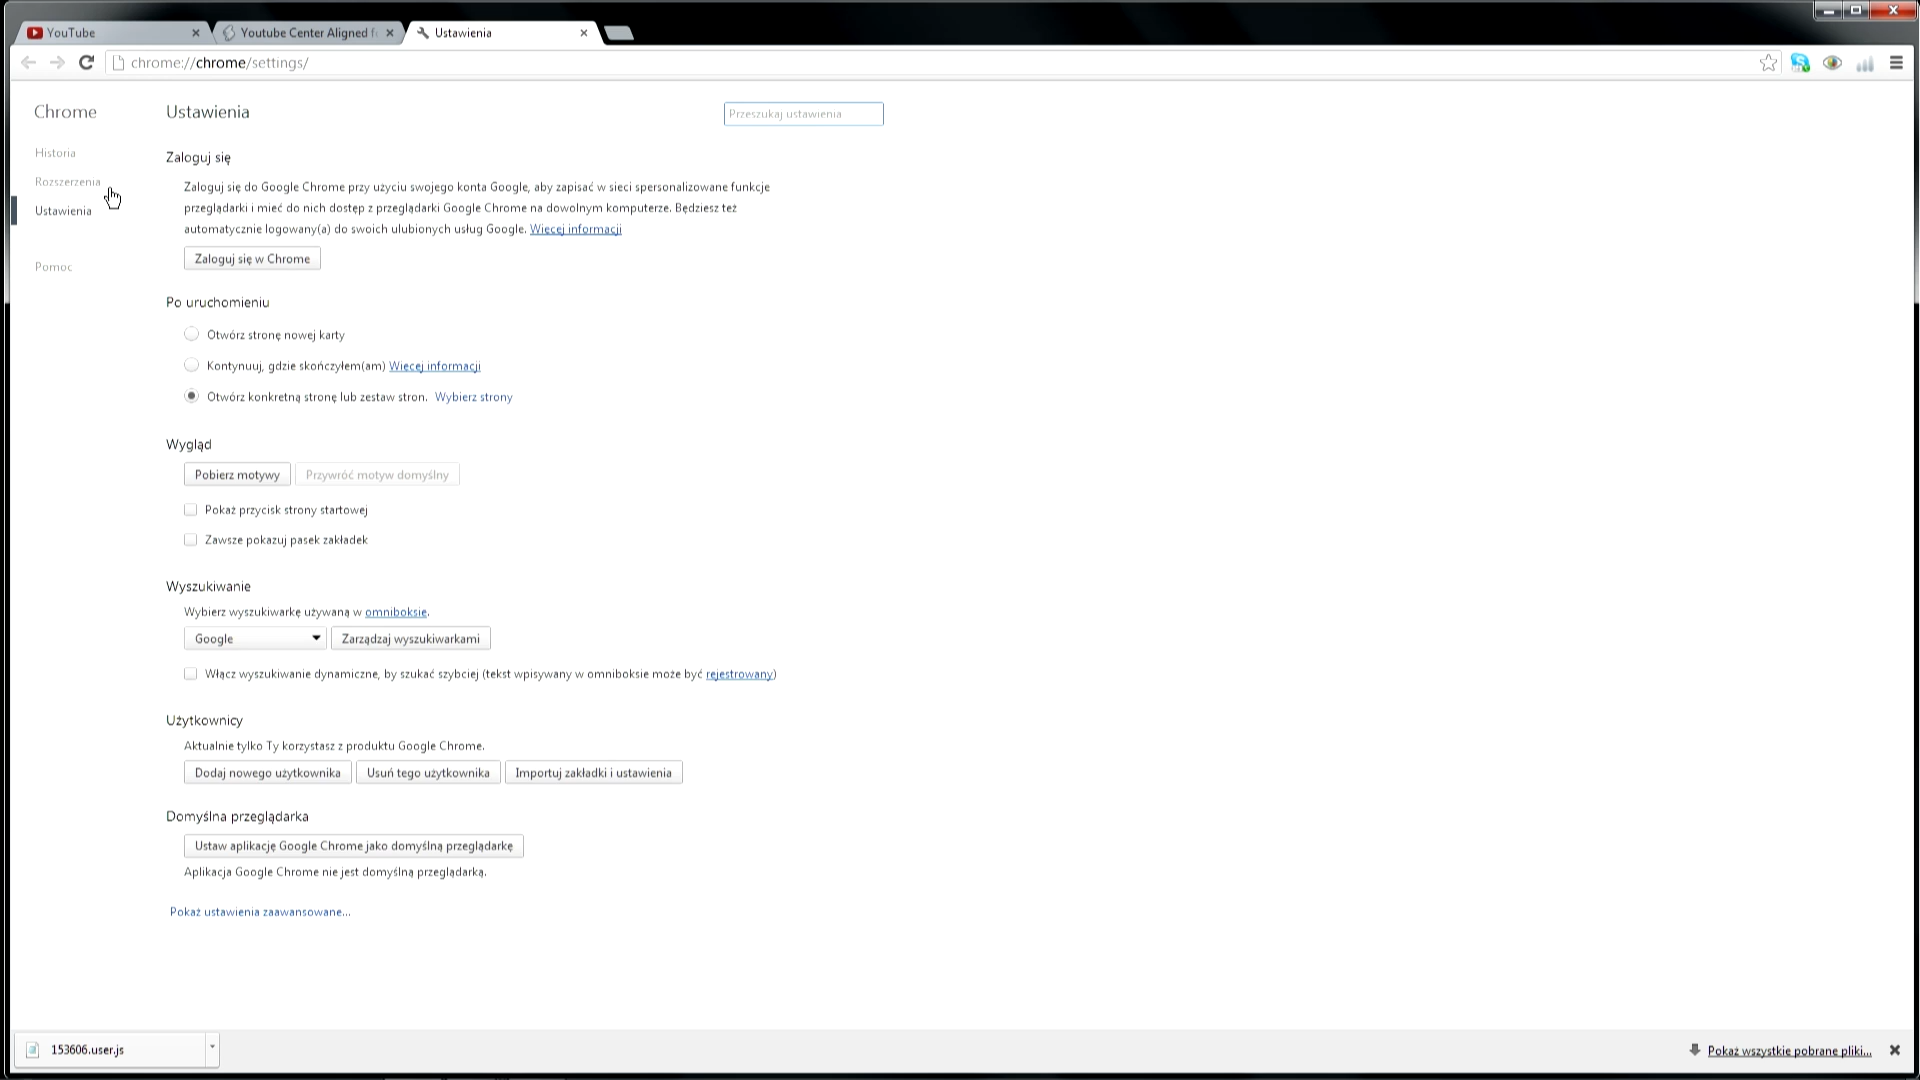 YouTube
Youtube Center Aligned f
Ustawienia
chrome://chrome/settings/
Chrome
Ustawienia
Przeszukaj ustawienia
Historia
Rozszerzenia
Ustawienia
Pomoc
Zaloguj się
Zaloguj się do Google Chrome przy użyciu swojego konta Google, aby zapisać w sieci spersonalizowane funkcje
przeglądarki i mieć do nich dostęp z przeglądarki Google Chrome na dowolnym komputerze. Będziesz też
automatycznie logowany(a) do swoich ulubionych usług Google. Więcej informacji
Zaloguj się w Chrome
Po uruchomieniu
Otwórz stronę nowej karty
Kontynuuj, gdzie skończyłem(am) Więcej informacji
Otwórz konkretną stronę lub zestaw stron. Wybierz strony
Wygląd
Pobierz motywy Przywróć motyw domyślny
Pokaż przycisk strony startowej
Zawsze pokazuj pasek zakładek
Wyszukiwanie
Wybierz wyszukiwarkę używaną w omniboksie.
Google Zarządzaj wyszukiwarkami
Włącz wyszukiwanie dynamiczne, by szukać szybciej (tekst wpisywany w omniboksie może być rejestrowany)
Użytkownicy
Aktualnie tylko Ty korzystasz z produktu Google Chrome.
Dodaj nowego użytkownika Usuń tego użytkownika Importuj zakładki i ustawienia
Domyślna przeglądarka
Ustaw aplikację Google Chrome jako domyślną przeglądarkę
Aplikacja Google Chrome nie jest domyślną przeglądarką.
Pokaż ustawienia zaawansowane...
153606.user.js
Pokaż wszystkie pobrane pliki...